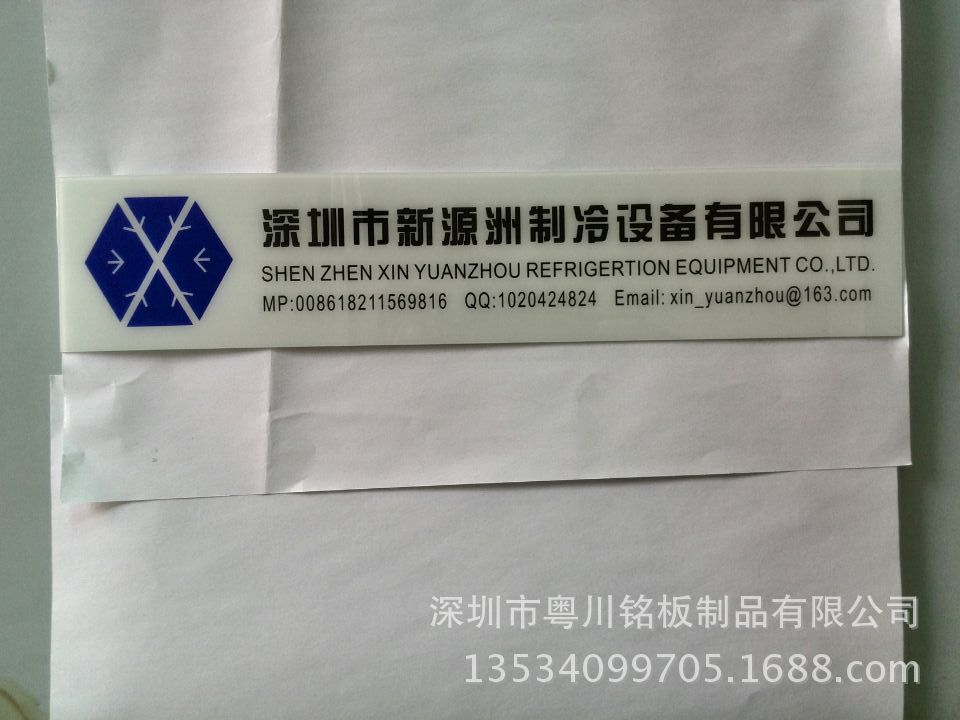 深圳市新源洲制冷设备有限公司
SHEN ZHEN XIN YUANZHOU REFRIGERTION EQUIPMENT CO.,LTD.
MP:008618211569816 QQ:1020424824 Email: xin_yuanzhou@163.com
深圳市粤川铭板制品有限公司
13534099705.1688.com